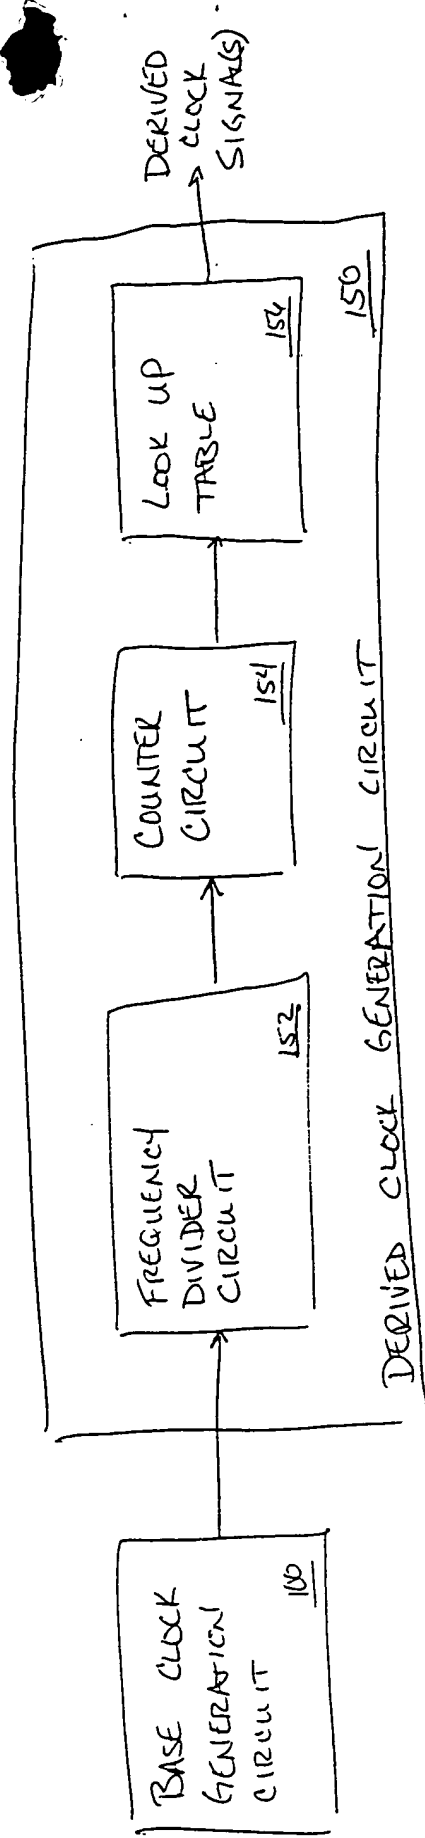 BASE CLOCK
GENERATION
CIRCUIT
100
FREQUENCY
DIVIDER
CIRCUIT
152
COUNTER
CIRCUIT
154
LOOK UP
TABLE
156
DERIVED
CLOCK
SIGNAL(S)
DERIVED CLOCK GENERATION CIRCUIT
150